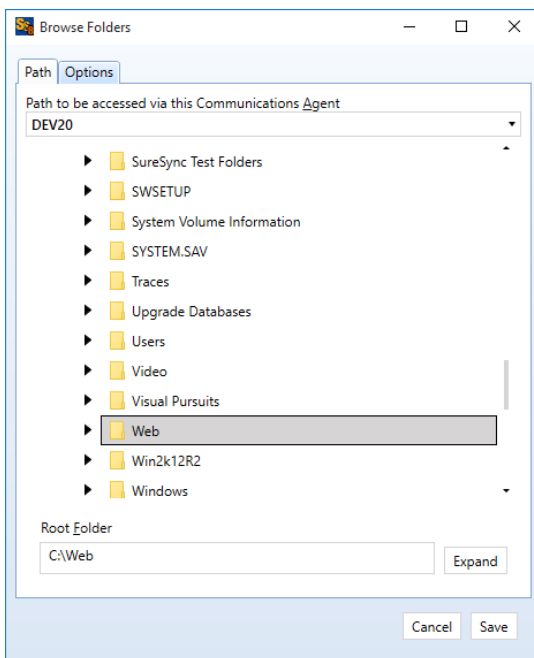 Browse Folders
Path Options
Path to be accessed via this Communications Agent
DEV20
SureSync Test Folders
SWSETUP
System Volume Information
SYSTEM.SAV
Traces
Upgrade Databases
Users
Video
Visual Pursuits
Web
Win2k12R2
Windows
Root Folder
C:\Web
Expand
Cancel Save